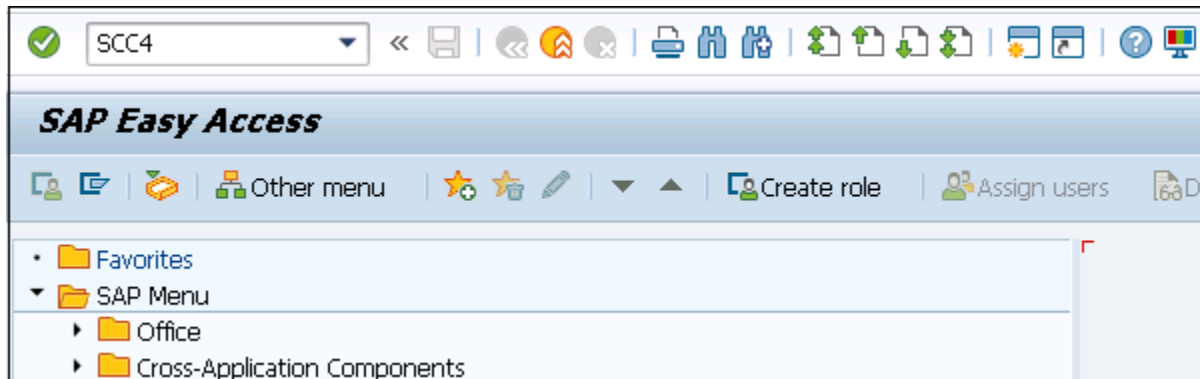 SCC4
SAP Easy Access
Other menu Create role Assign users D
Favorites
SAP Menu
Office
Cross-Application Components